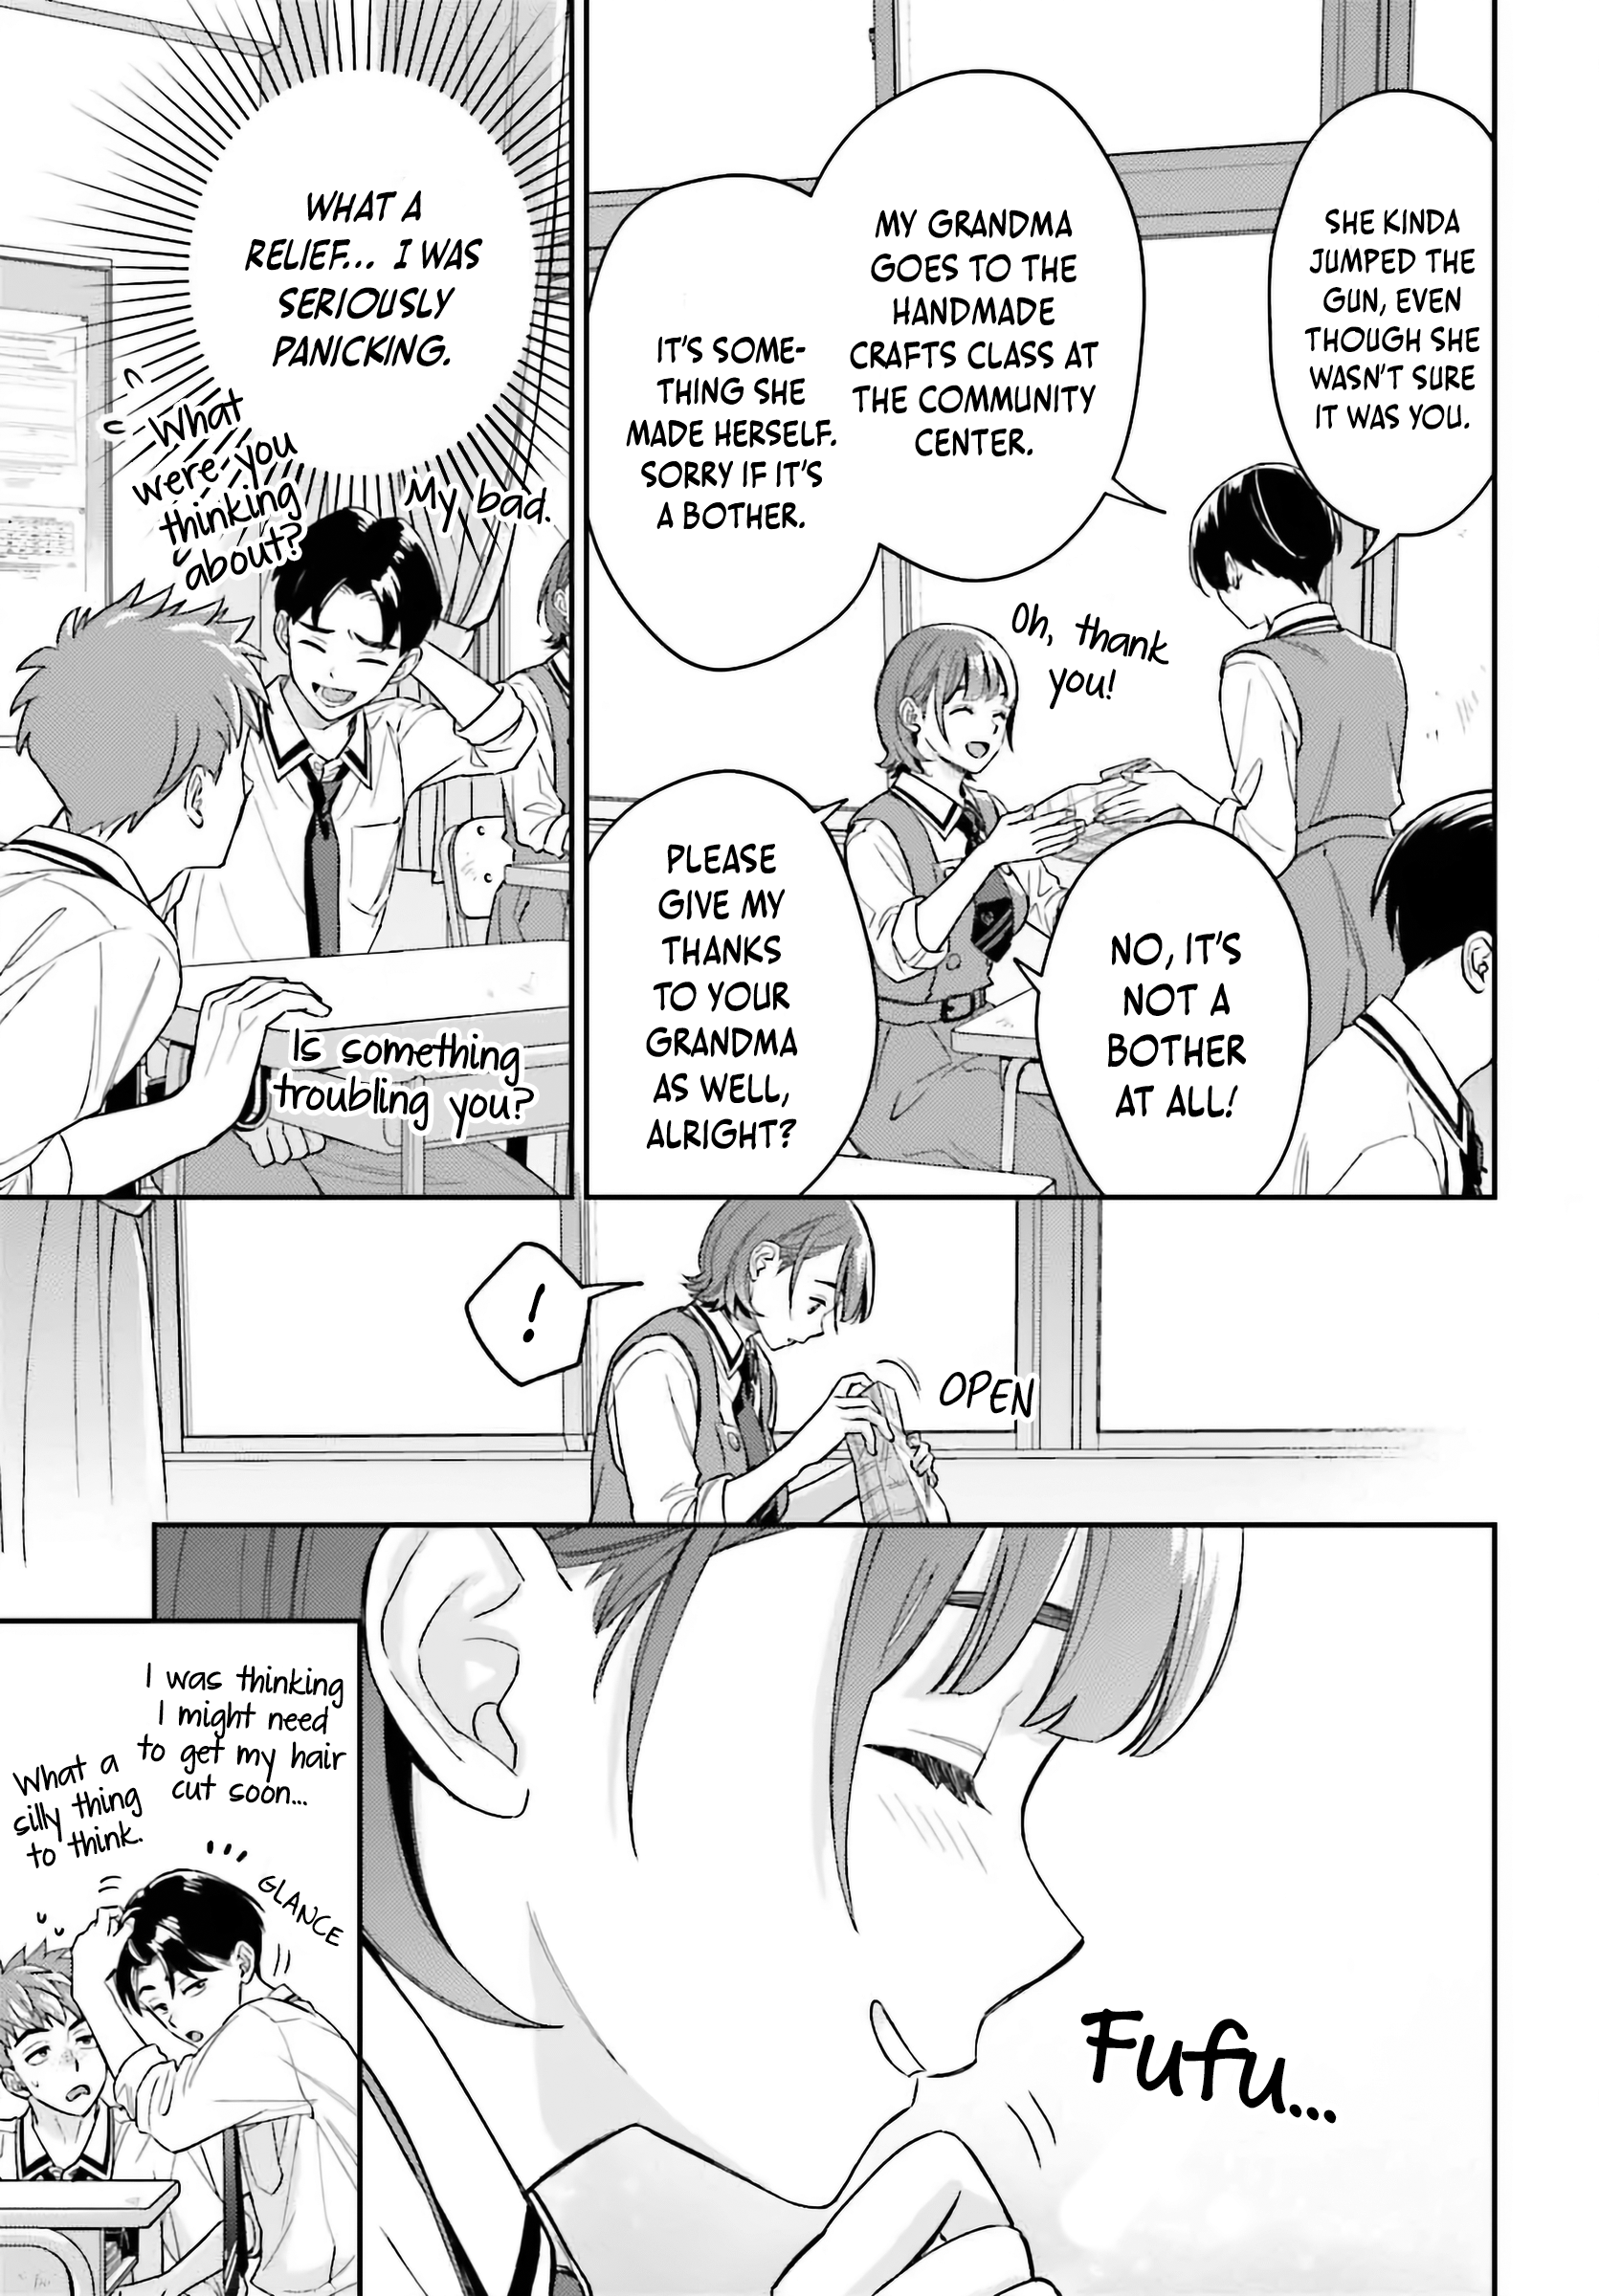 SHE KINDA
JUMPED THE
GUN, EVEN
THOUGH SHE
WASN'T SURE
IT WAS YOU.
MY GRANDMA
GOES TO THE
HANDMADE
CRAFTS CLASS AT
THE COMMUNITY
CENTER.
IT'S SOME-
THING SHE
MADE HERSELF.
SORRY IF IT'S
A BOTHER.
Oh, thank
you!
NO, IT'S
NOT A
BOTHER
AT ALL!
PLEASE
GIVE MY
THANKS
TO YOUR
GRANDMA
AS WELL,
ALRIGHT?
WHAT A
RELIEF... I WAS
SERIOUSLY
PANICKING.
My bad.
What
were you
thinking
about?
Is something
troubling you?
OPEN
!
Fufu...
I was thinking
I might need
to get my hair
cut soon...
What a
silly thing
to think.
...
GLANCE